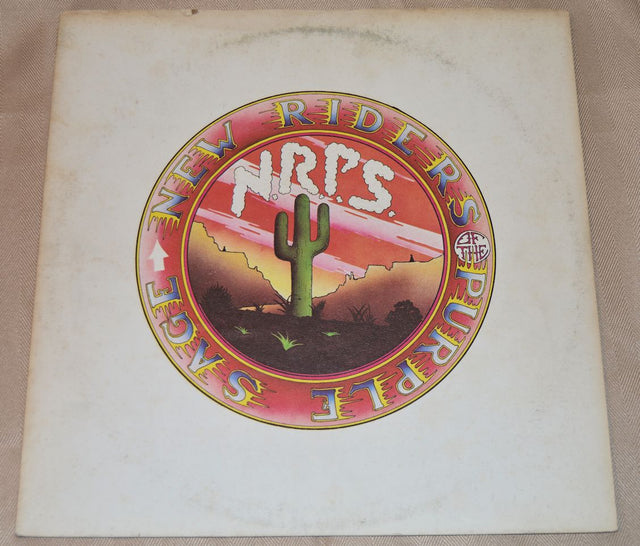 NEW RIDERS OF THE PURPLE SAGE
N.R.P.S.